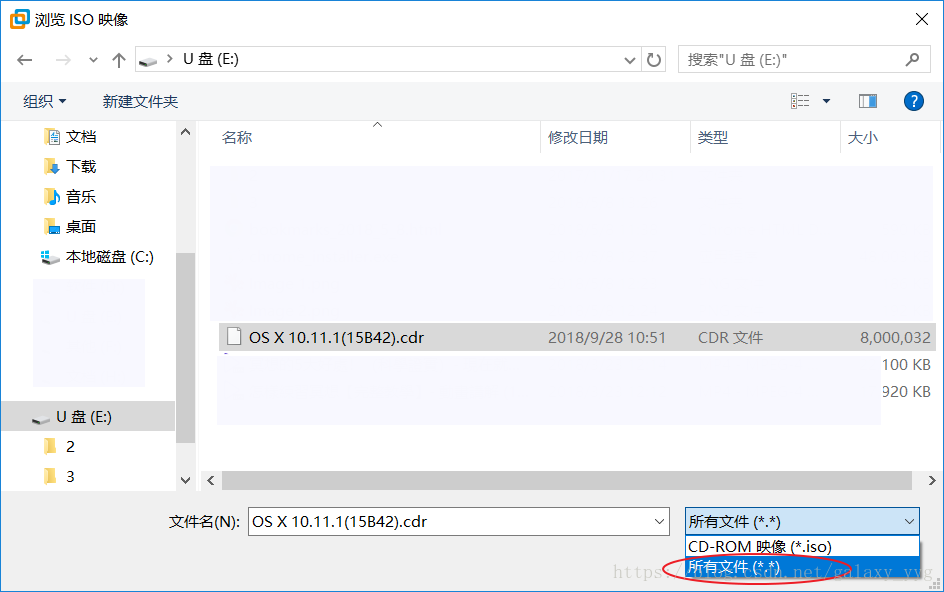 浏览 ISO 映像
U 盘 (E:)
搜索"U 盘 (E:)"
组织
新建文件夹
?
名称
修改日期
类型
大小
文档
下载
音乐
桌面
本地磁盘 (C:)
OS X 10.11.1(15B42).cdr
2018/9/28 10:51
CDR 文件
8,000,032
100 KB
920 KB
U 盘 (E:)
2
3
文件名(N):
OS X 10.11.1(15B42).cdr
所有文件 (*.*)
CD-ROM 映像 (*.iso)
所有文件 (*.*)
https://blog.csdn.net/galaxy_yyg